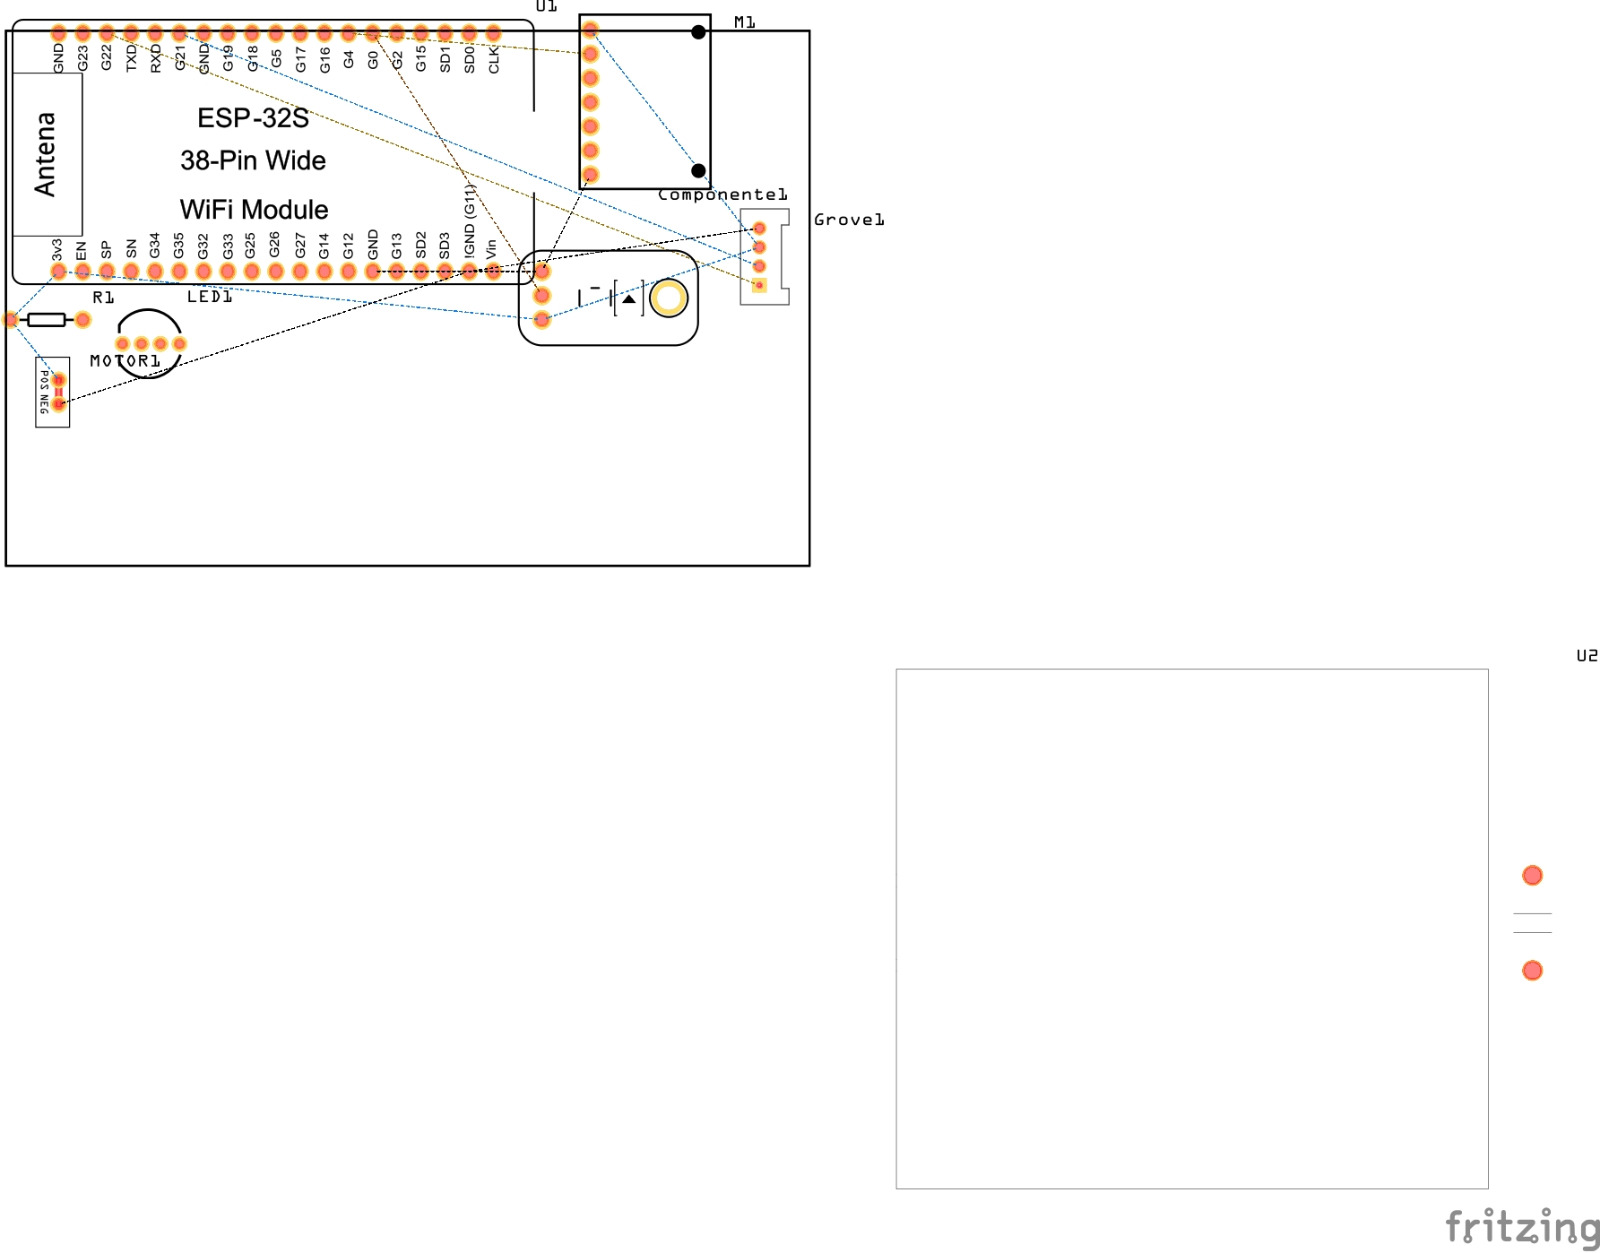 U1
M1
GND G23 G22 TXD RXD G21 GND G19 G18 G5 G17 G16 G4 G0 G2 G15 SD1 SD0 CLK
Antena
ESP-32S
38-Pin Wide
WiFi Module
3v3 EN SP SN G34 G35 G32 G33 G25 G26 G27 G14 G12 GND G13 SD2 SD3 !GND (G11) Vin
Componente1
Grove1
R1
LED1
MOTOR1
POS NEG
U2
fritzing